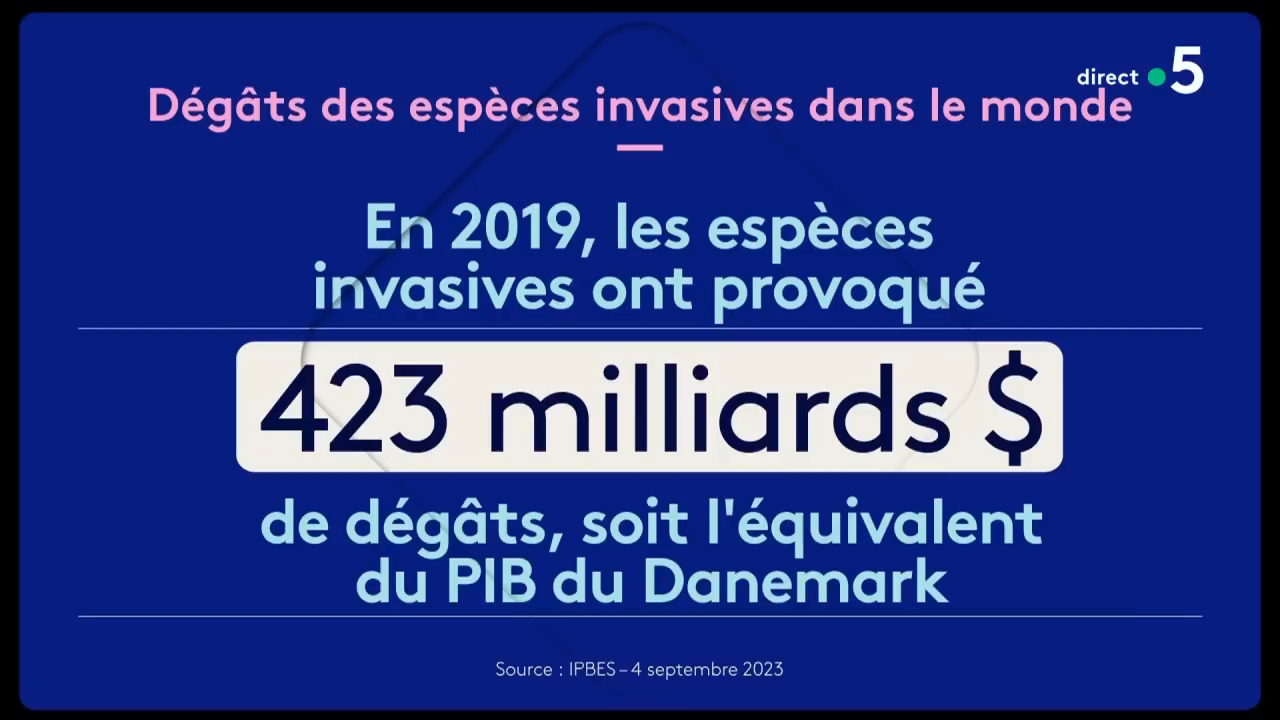 direct 5
Dégâts des espèces invasives dans le monde
En 2019, les espèces
invasives ont provoqué
423 milliards $
de dégâts, soit l'équivalent
du PIB du Danemark
Source : IPBES – 4 septembre 2023